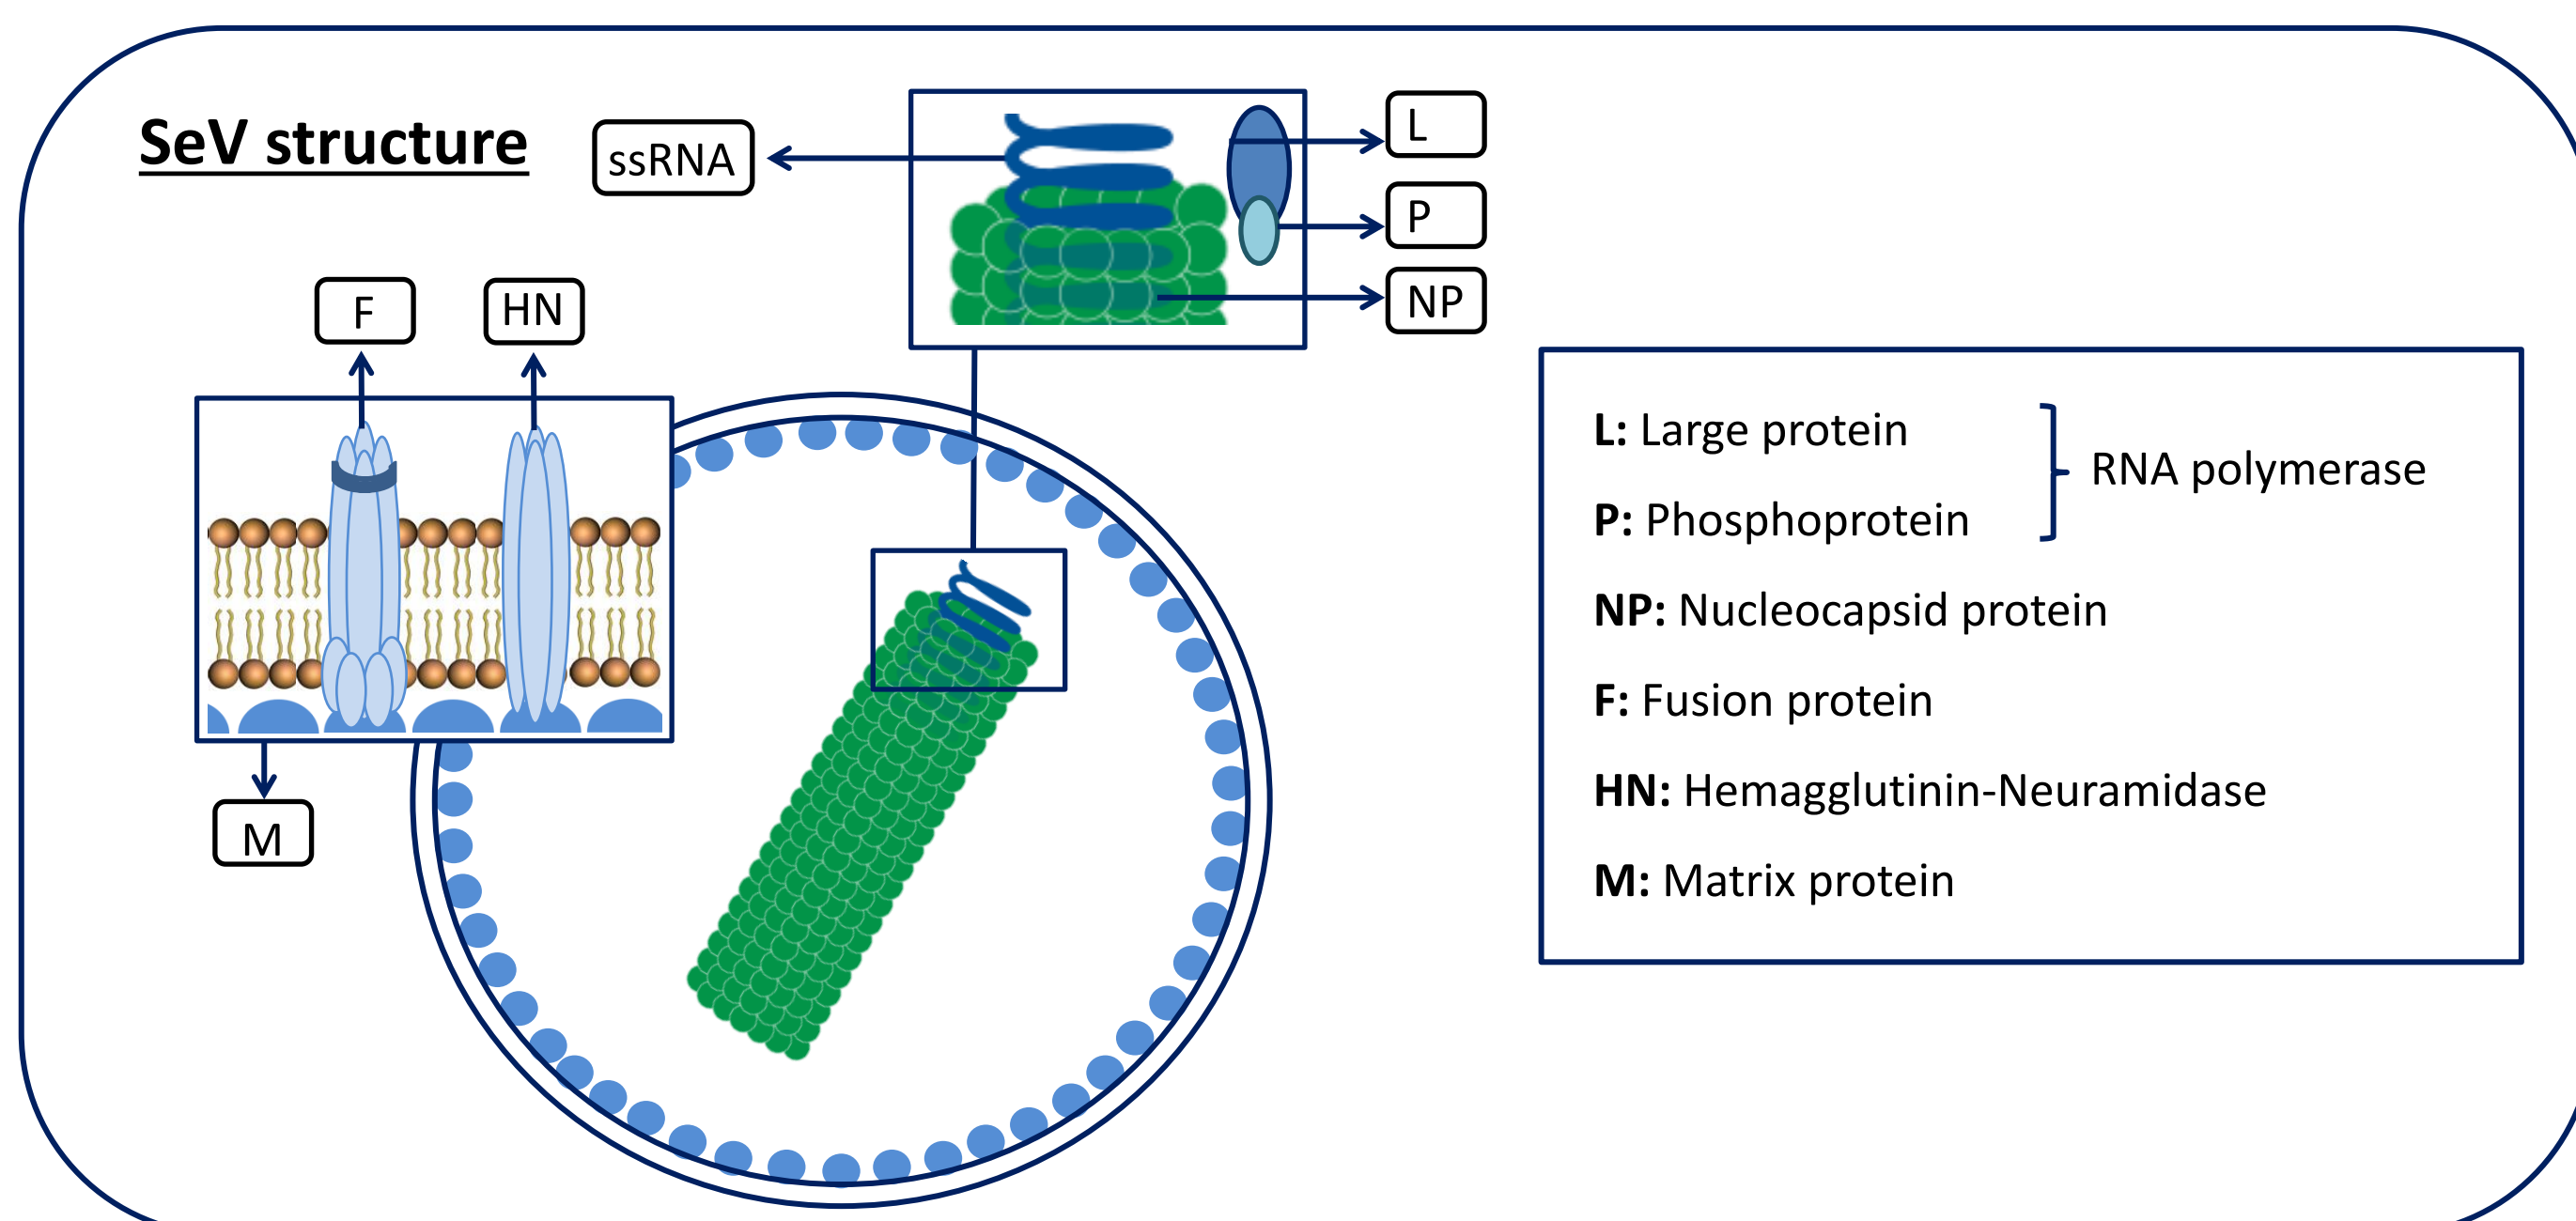 SeV structure
ssRNA
L
P
NP
F
HN
M
L: Large protein
P: Phosphoprotein
RNA polymerase
NP: Nucleocapsid protein
F: Fusion protein
HN: Hemagglutinin-Neuramidase
M: Matrix protein